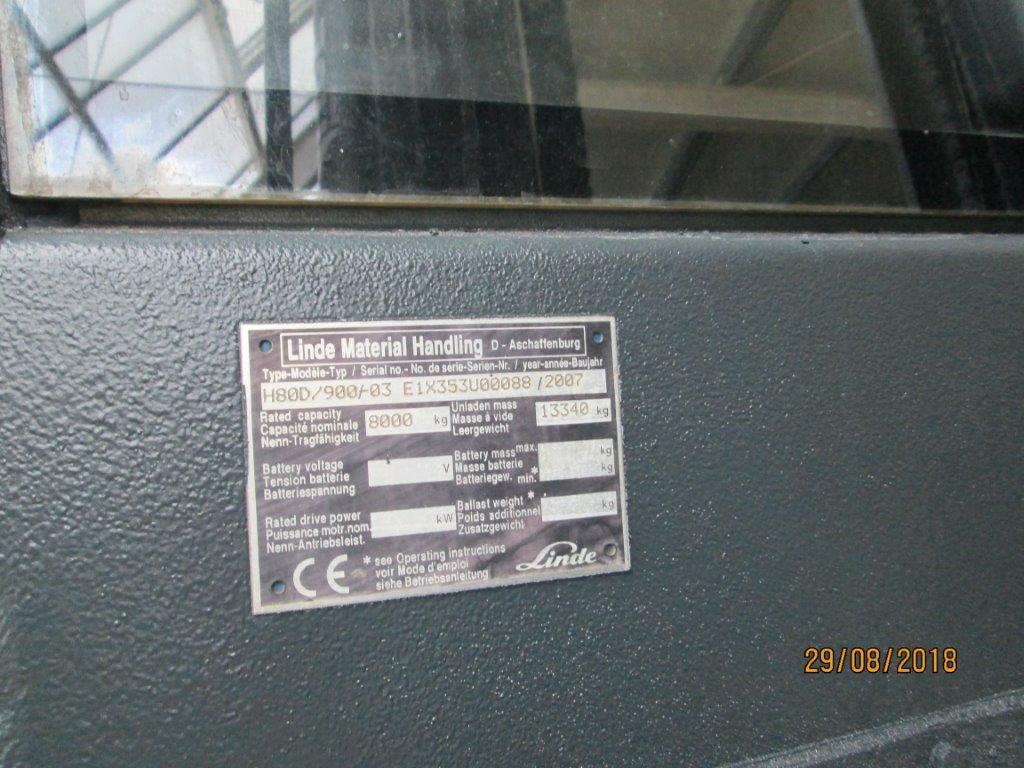 Linde Material Handling D - Aschaffenburg
Type-Modèle-Typ / Serial no.- No. de série-Serien-Nr. / year-année-Baujahr
H80D/900/-03 E1X353U00088 /2007
Rated capacity
Capacité nominale
Nenn-Tragfähigkeit
8000 kg
Unladen mass
Masse à vide
Leergewicht
13340 kg
Battery voltage
Tension batterie
Batteriespannung
V
Battery mass max. kg
Masse batterie
Batteriegew. * min. kg
Rated drive power
Puissance motr.nom.
Nenn-Antriebsleist.
kW
Ballast weight *
Poids additionnel
Zusatzgewicht
kg
CE
* see Operating instructions
voir Mode d'emploi
siehe Betriebsanleitung
Linde
29/08/2018